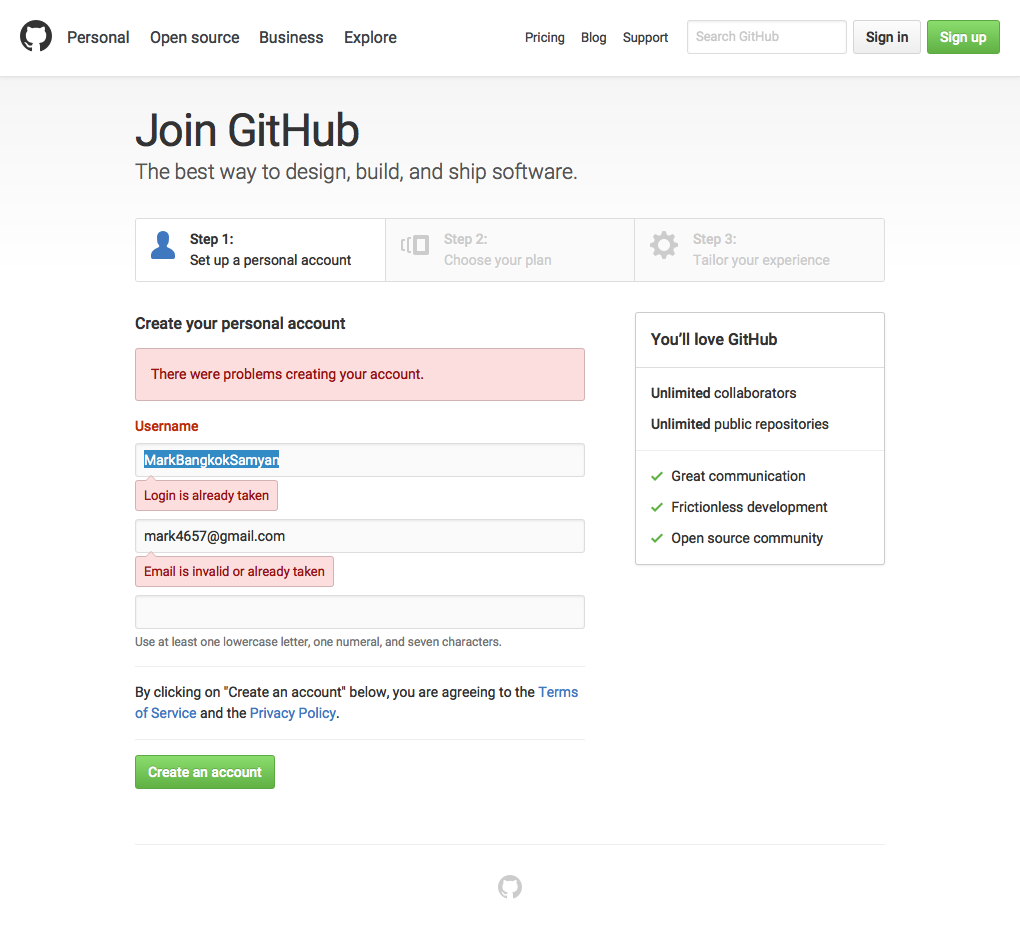 Personal Open source Business Explore Pricing Blog Support Search GitHub Sign in Sign up
Join GitHub
The best way to design, build, and ship software.
Step 1:
Set up a personal account
Step 2:
Choose your plan
Step 3:
Tailor your experience
Create your personal account
There were problems creating your account.
Username
MarkBangkokSamyan
Login is already taken
mark4657@gmail.com
Email is invalid or already taken
Use at least one lowercase letter, one numeral, and seven characters.
By clicking on "Create an account" below, you are agreeing to the Terms
of Service and the Privacy Policy.
Create an account
You’ll love GitHub
Unlimited collaborators
Unlimited public repositories
Great communication
Frictionless development
Open source community